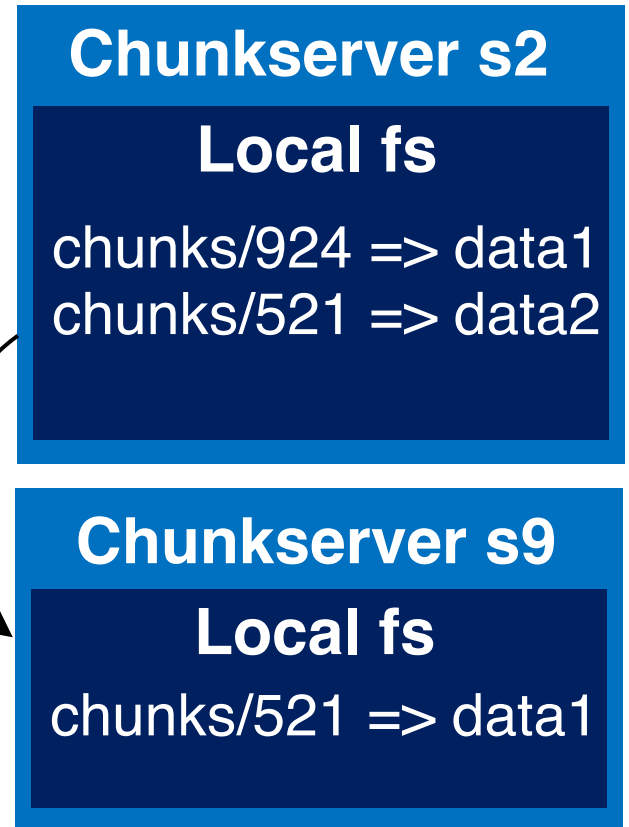 Chunkserver s2
Local fs
chunks/924 => data1
chunks/521 => data2
Chunkserver s9
Local fs
chunks/521 => data1